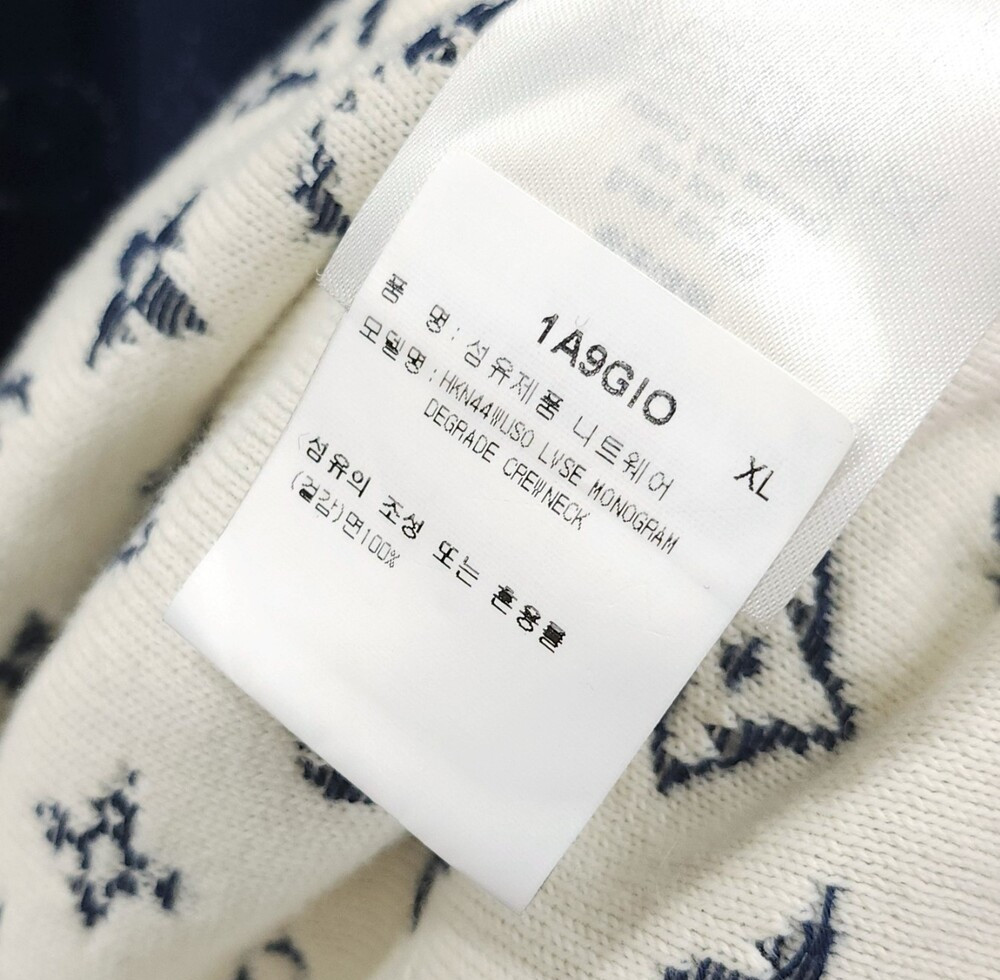 1A9GIO
XL
품 명 : 섬유제품 니트웨어
모델명 : HKN44WUSO LVSE MONOGRAM
DEGRADE CREWNECK
섬유의 조성 또는 혼용률
(겉감)면100%